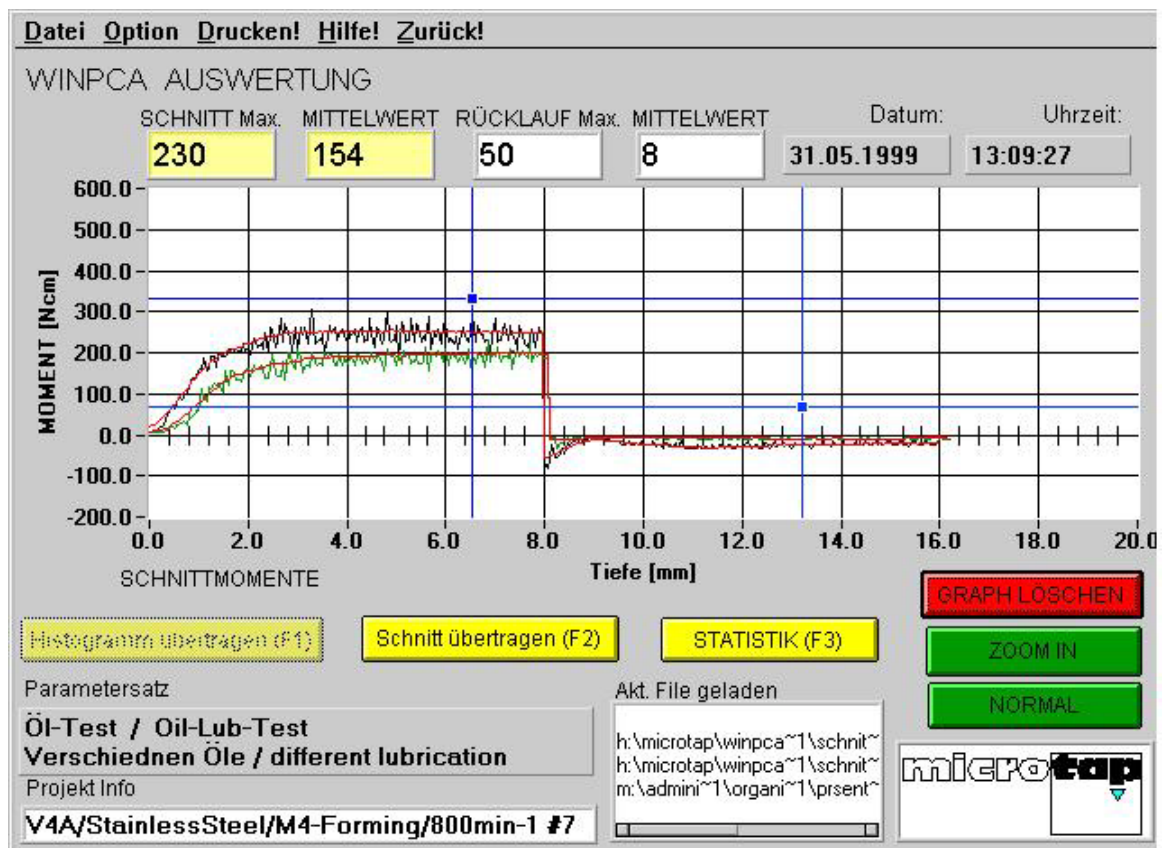 Datei Option Drucken! Hilfe! Zurück!
WINPCA AUSWERTUNG
SCHNITT Max. MITTELWERT RÜCKLAUF Max. MITTELWERT Datum: Uhrzeit:
230 154 50 8 31.05.1999 13:09:27
MOMENT [Ncm]
600.0
500.0
400.0
300.0
200.0
100.0
0.0
-100.0
-200.0
0.0 2.0 4.0 6.0 8.0 10.0 12.0 14.0 16.0 18.0 20.0
Tiefe [mm]
SCHNITTMOMENTE
GRAPH LÖSCHEN
Histogramm übertragen (F1) Schnitt übertragen (F2) STATISTIK (F3)
ZOOM IN
NORMAL
Parametersatz
Öl-Test / Oil-Lub-Test
Verschiednen Öle / different lubrication
Projekt Info
V4A/StainlessSteel/M4-Forming/800min-1 #7
Akt. File geladen
h:\microtap\winpca~1\schnit~
h:\microtap\winpca~1\schnit~
m:\admini~1\organi~1\prsent~
microtap